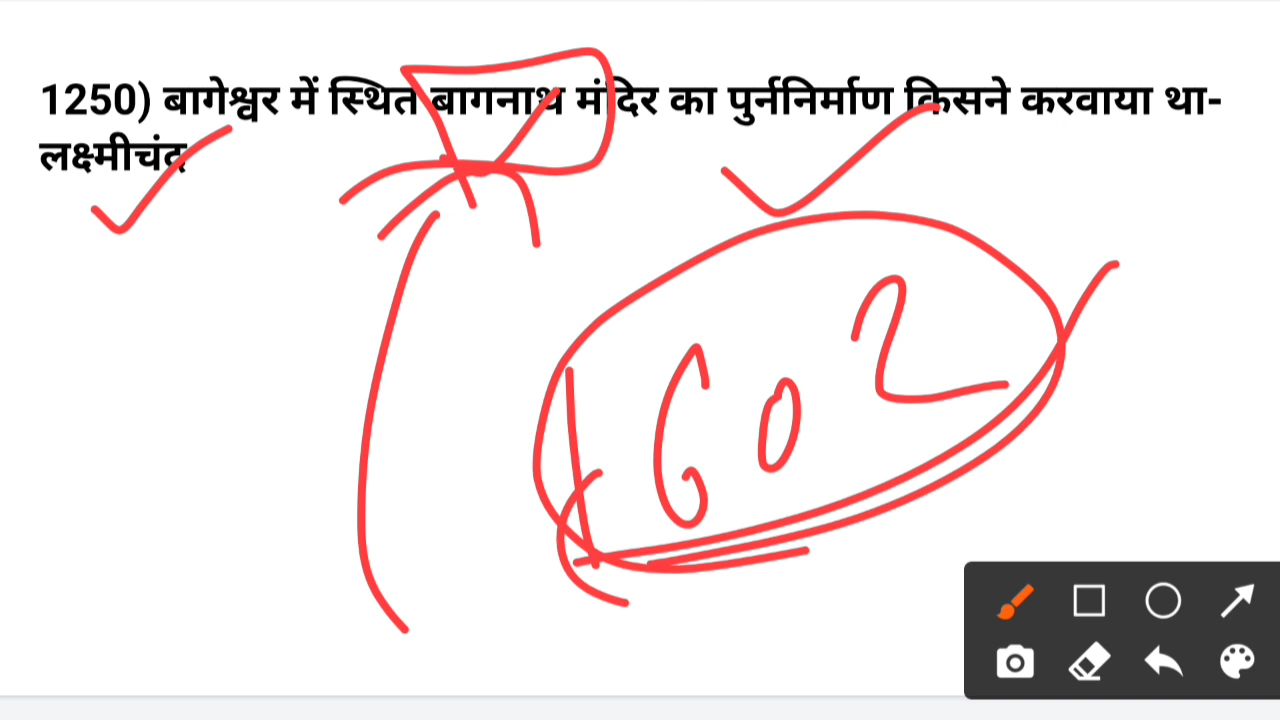 1250) बागेश्वर में स्थित बागनाथ मंदिर का पुर्ननिर्माण किसने करवाया था-
लक्ष्मीचंद
1602